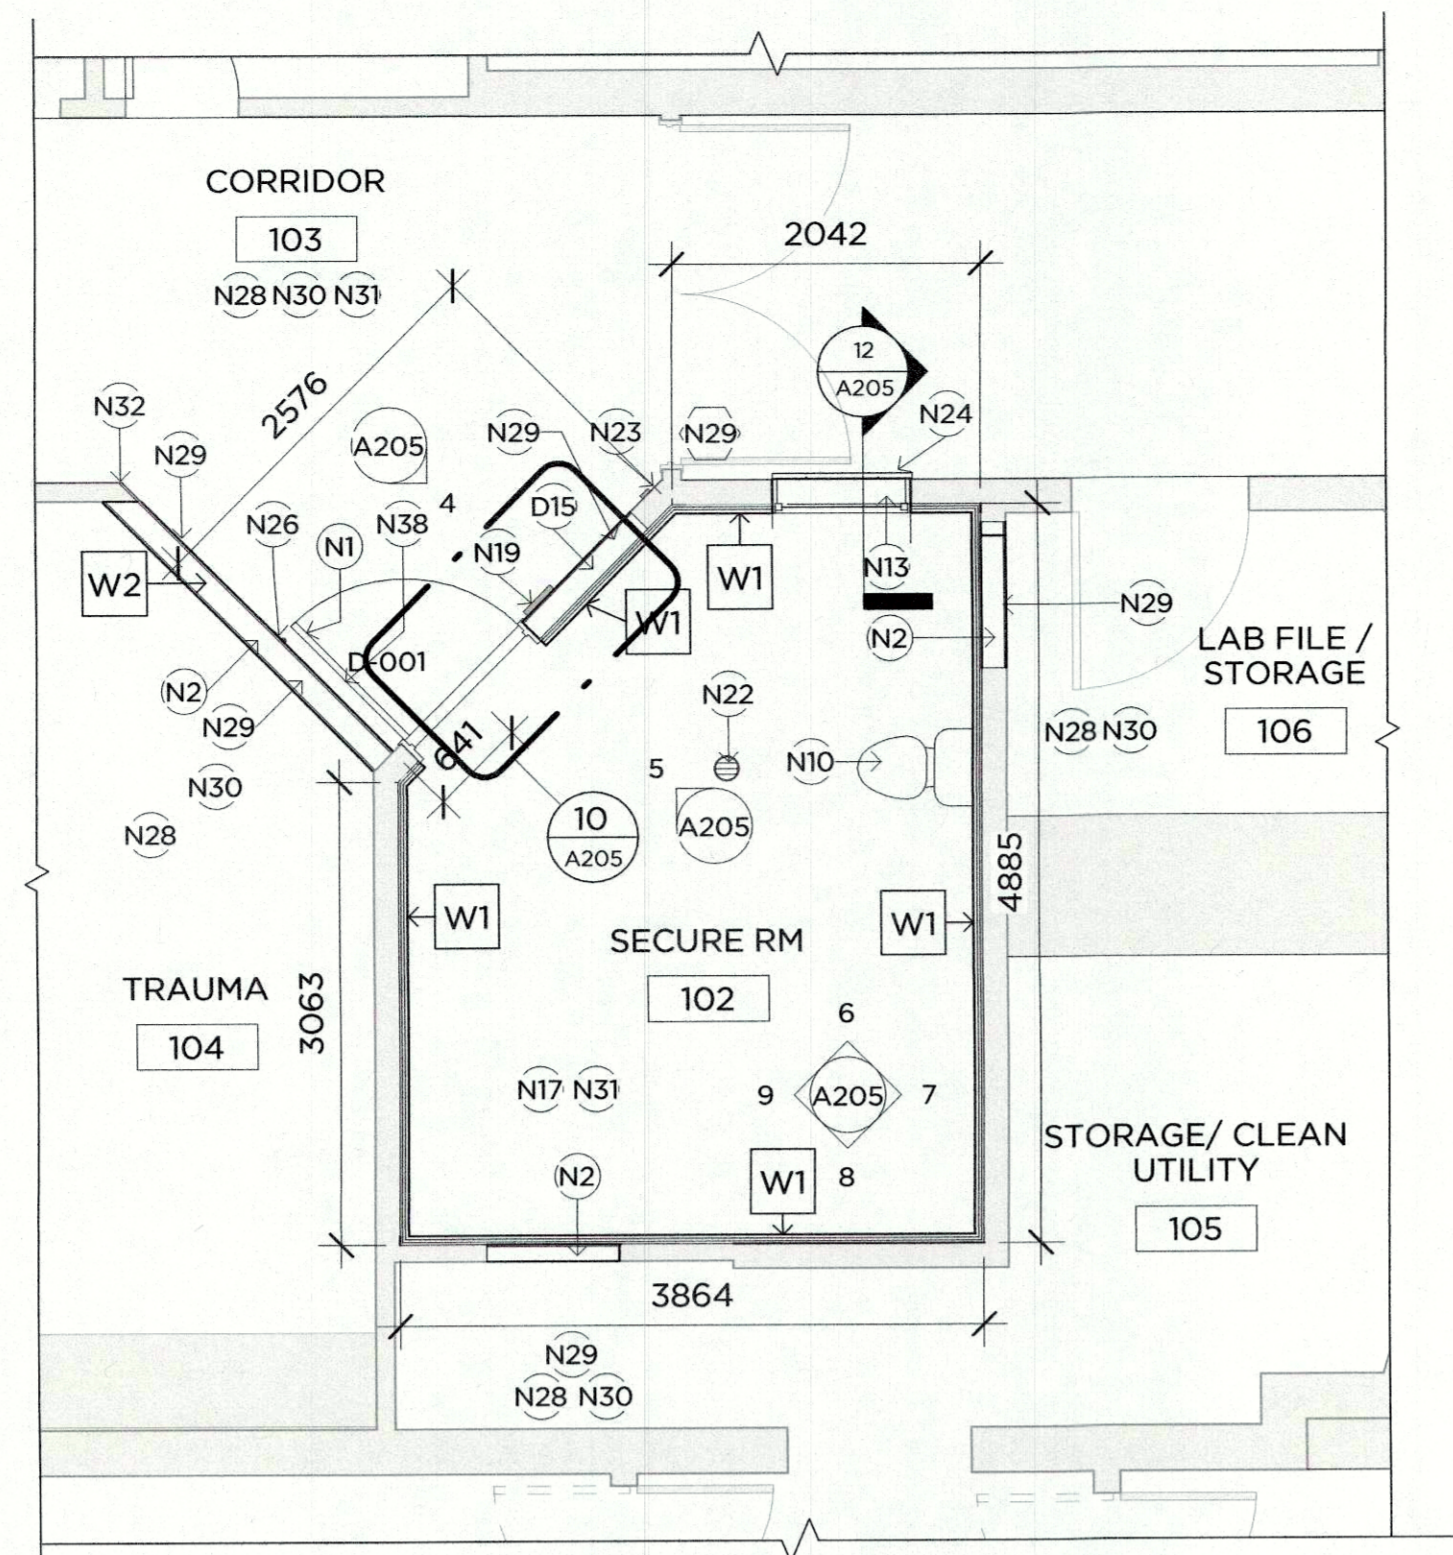 CORRIDOR
103
N28 N30 N31
2042
12
A205
2576
N32
N29
A205
N29
N23
N29
N24
4
D15
N26
N38
N1
N19
N13
W2
W1
W1
N29
D-001
N2
LAB FILE /
STORAGE
N2
N22
N29
641
N28 N30
106
5
N10
N30
10
A205
A205
N28
4885
W1
W1
SECURE RM
102
TRAUMA
104
3063
6
N17 N31
9
A205
7
STORAGE/ CLEAN
UTILITY
N2
W1
8
105
3864
N29
N28 N30